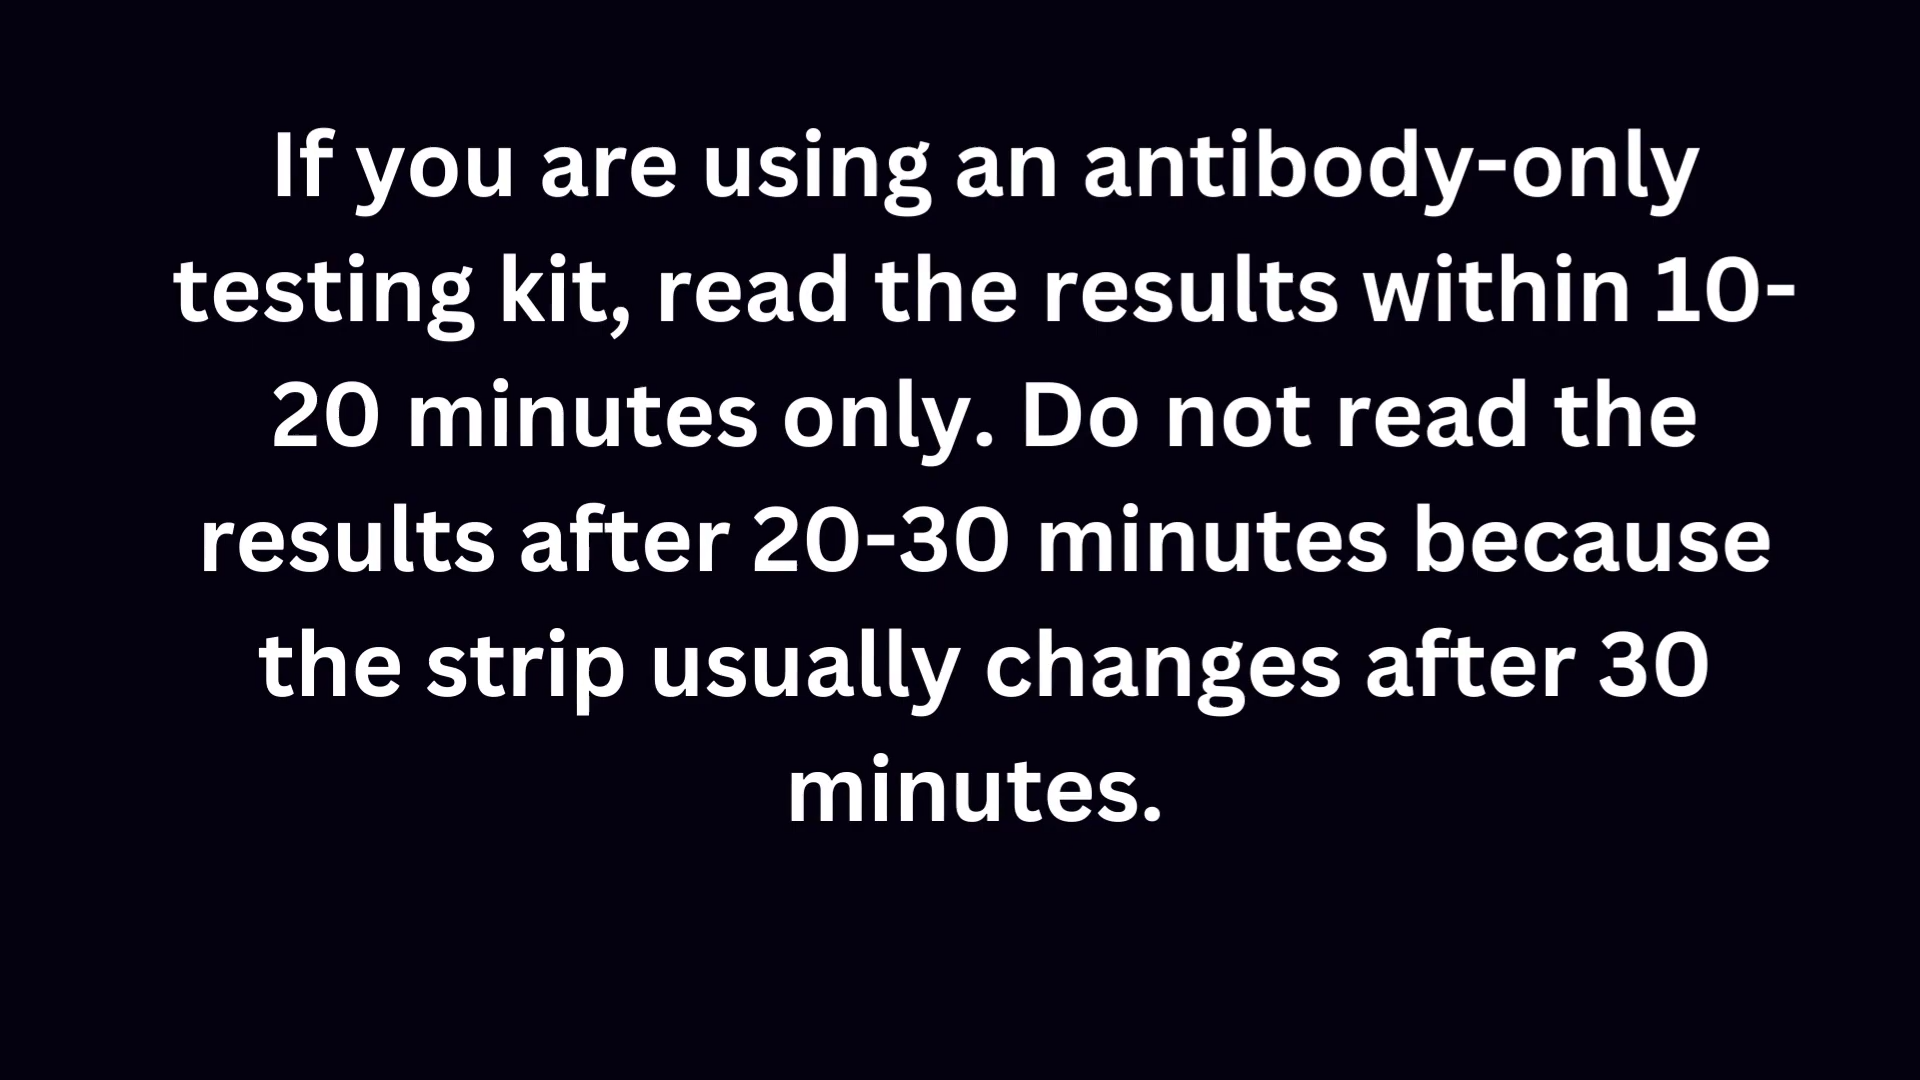 If you are using an antibody-only
testing kit, read the results within 10-
20 minutes only. Do not read the
results after 20-30 minutes because
the strip usually changes after 30
minutes.